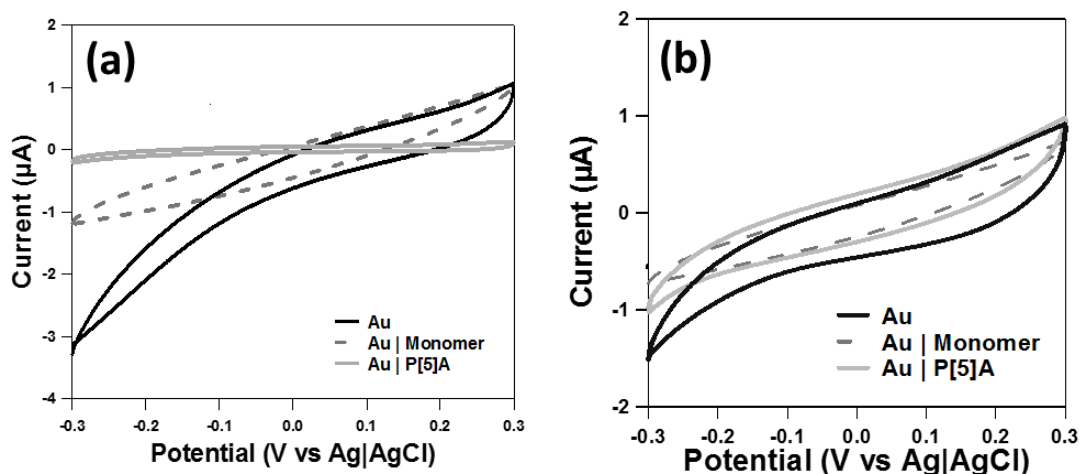 (a)
2
1
0
-1
-2
-3
-4
Current (µA)
Au
Au | Monomer
Au | P[5]A
-0.3 -0.2 -0.1 0.0 0.1 0.2 0.3
Potential (V vs Ag|AgCl)
(b)
2
1
0
-1
-2
Current (µA)
Au
Au | Monomer
Au | P[5]A
-0.3 -0.2 -0.1 0.0 0.1 0.2 0.3
Potential (V vs Ag|AgCl)